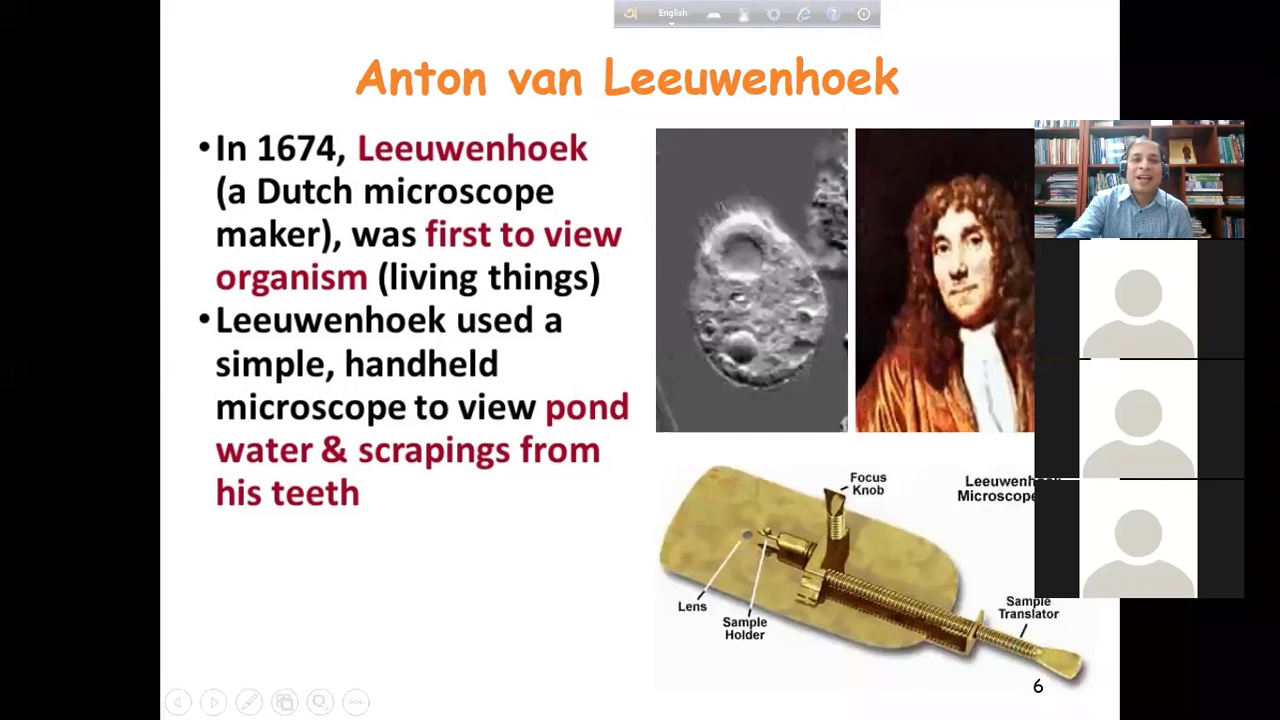 অ English
Anton van Leeuwenhoek
•In 1674, Leeuwenhoek
(a Dutch microscope
maker), was first to view
organism (living things)
•Leeuwenhoek used a
simple, handheld
microscope to view pond
water & scrapings from
his teeth
Focus
Knob
Leeuwenhoek
Microscope
Lens
Sample
Holder
Sample
Translator
6